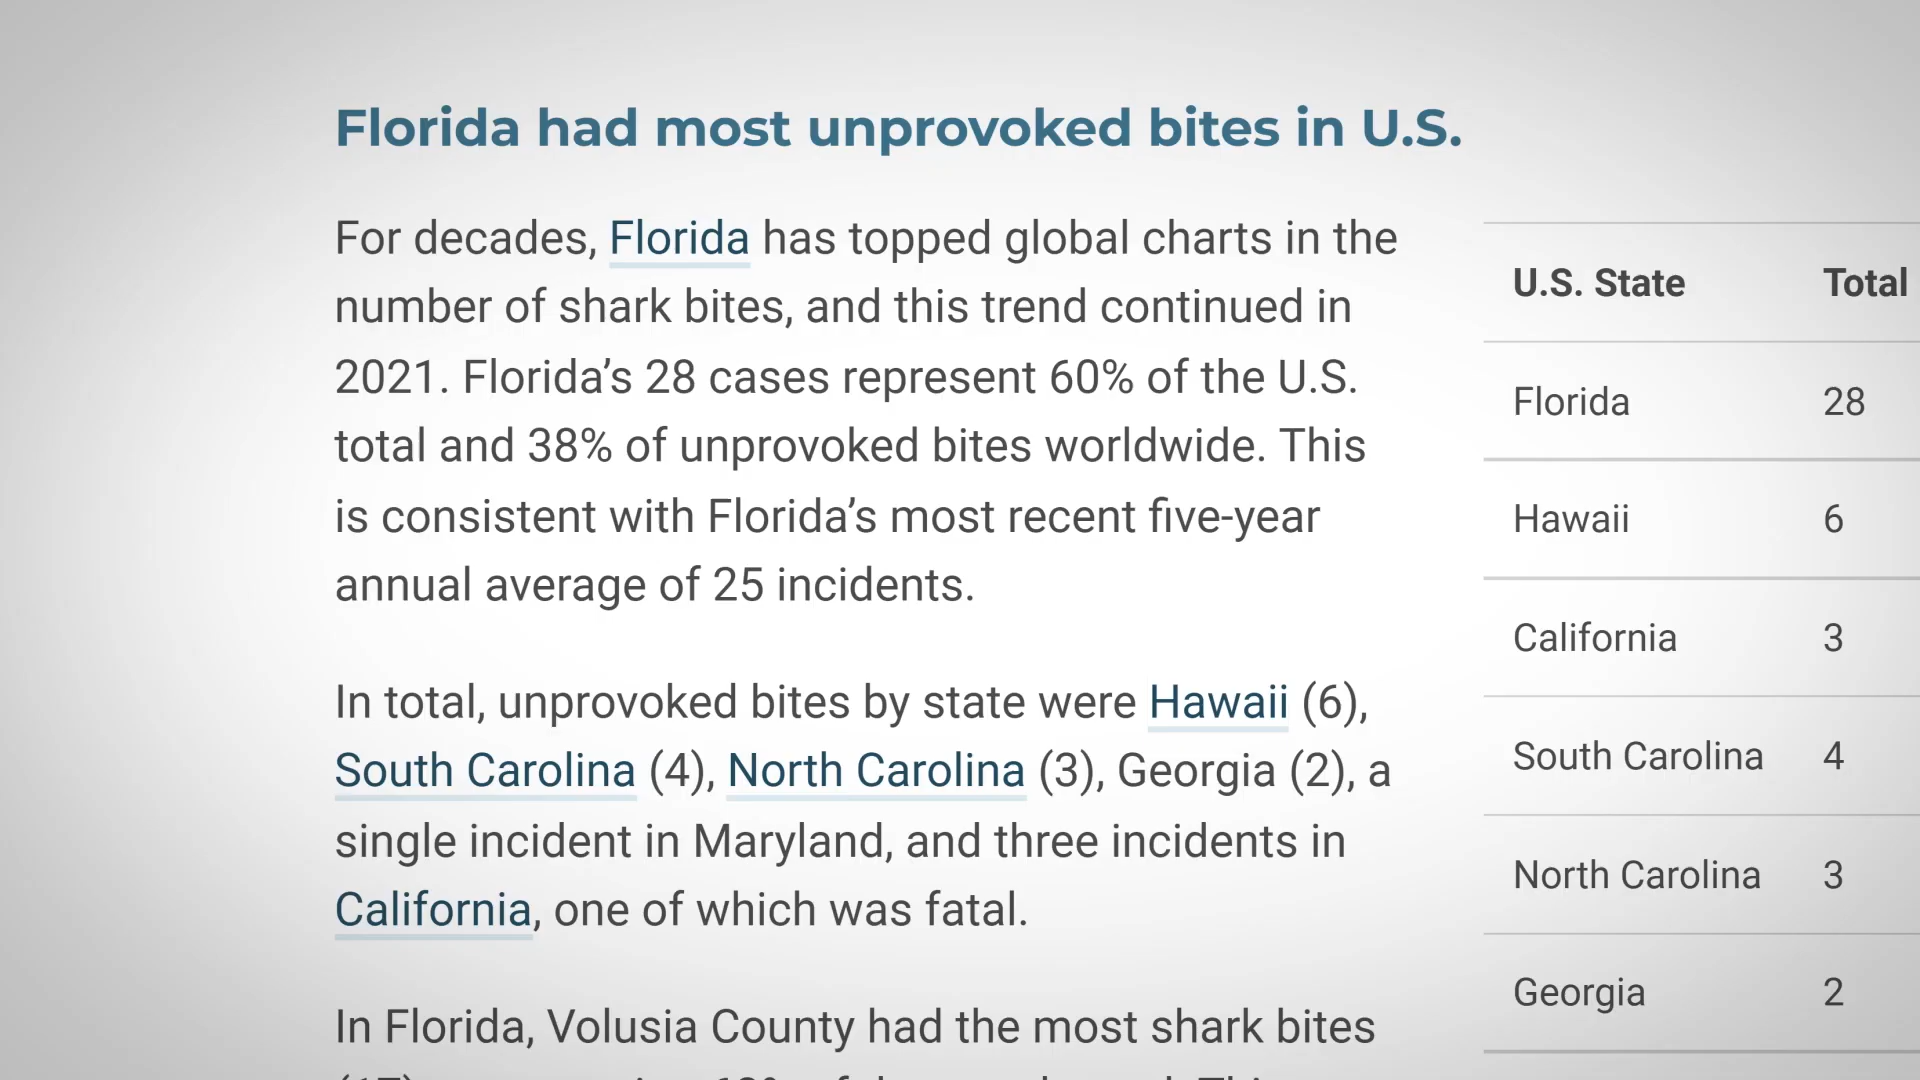 Florida had most unprovoked bites in U.S.
For decades, Florida has topped global charts in the
number of shark bites, and this trend continued in
2021. Florida’s 28 cases represent 60% of the U.S.
total and 38% of unprovoked bites worldwide. This
is consistent with Florida’s most recent five-year
annual average of 25 incidents.
In total, unprovoked bites by state were Hawaii (6),
South Carolina (4), North Carolina (3), Georgia (2), a
single incident in Maryland, and three incidents in
California, one of which was fatal.
In Florida, Volusia County had the most shark bites
U.S. State Total
Florida 28
Hawaii 6
California 3
South Carolina 4
North Carolina 3
Georgia 2